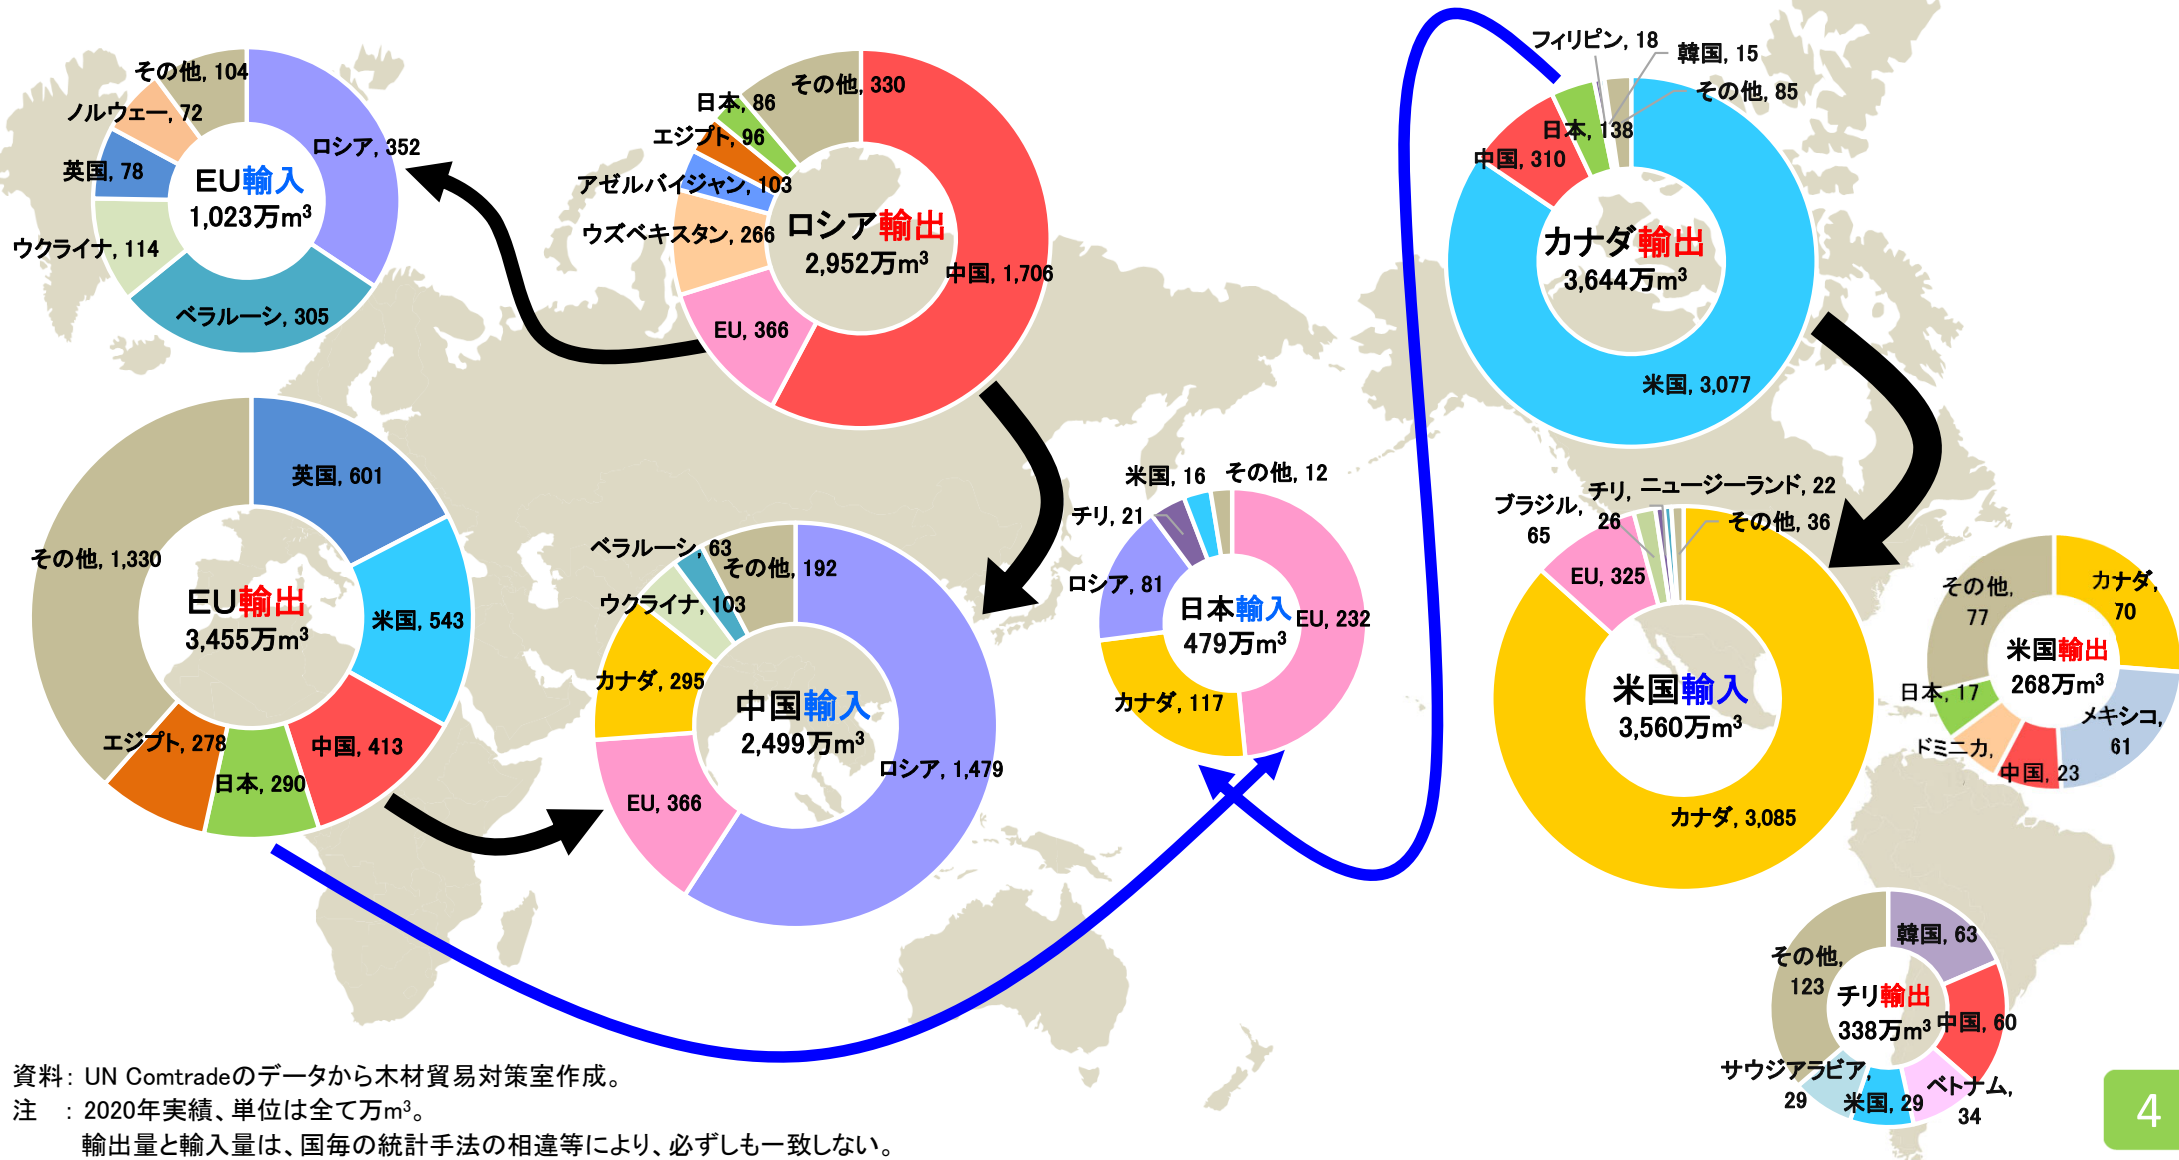 その他, 104
ノルウェー, 72
英国, 78
ウクライナ, 114
ベラルーシ, 305
ロシア, 352
EU輸入
1,023万m³
その他, 330
日本, 86
エジプト, 96
アゼルバイジャン, 103
ウズベキスタン, 266
EU, 366
中国, 1,706
ロシア輸出
2,952万m³
フィリピン, 18
韓国, 15
その他, 85
日本, 138
中国, 310
米国, 3,077
カナダ輸出
3,644万m³
英国, 601
米国, 543
中国, 413
日本, 290
エジプト, 278
その他, 1,330
EU輸出
3,455万m³
ベラルーシ, 63
その他, 192
ウクライナ, 103
カナダ, 295
EU, 366
ロシア, 1,479
中国輸入
2,499万m³
米国, 16
その他, 12
チリ, 21
ロシア, 81
カナダ, 117
EU, 232
日本輸入
479万m³
ブラジル,
65
チリ,
26
ニュージーランド, 22
その他, 36
EU, 325
カナダ, 3,085
米国輸入
3,560万m³
その他,
77
カナダ,
70
日本, 17
メキシコ,
61
ドミニカ,
中国, 23
米国輸出
268万m³
韓国, 63
その他,
123
中国, 60
サウジアラビア,
29
米国, 29
ベトナム,
34
チリ輸出
338万m³
資料： UN Comtradeのデータから木材貿易対策室作成。
注　： 2020年実績、単位は全て万m³。
輸出量と輸入量は、国毎の統計手法の相違等により、必ずしも一致しない。
4